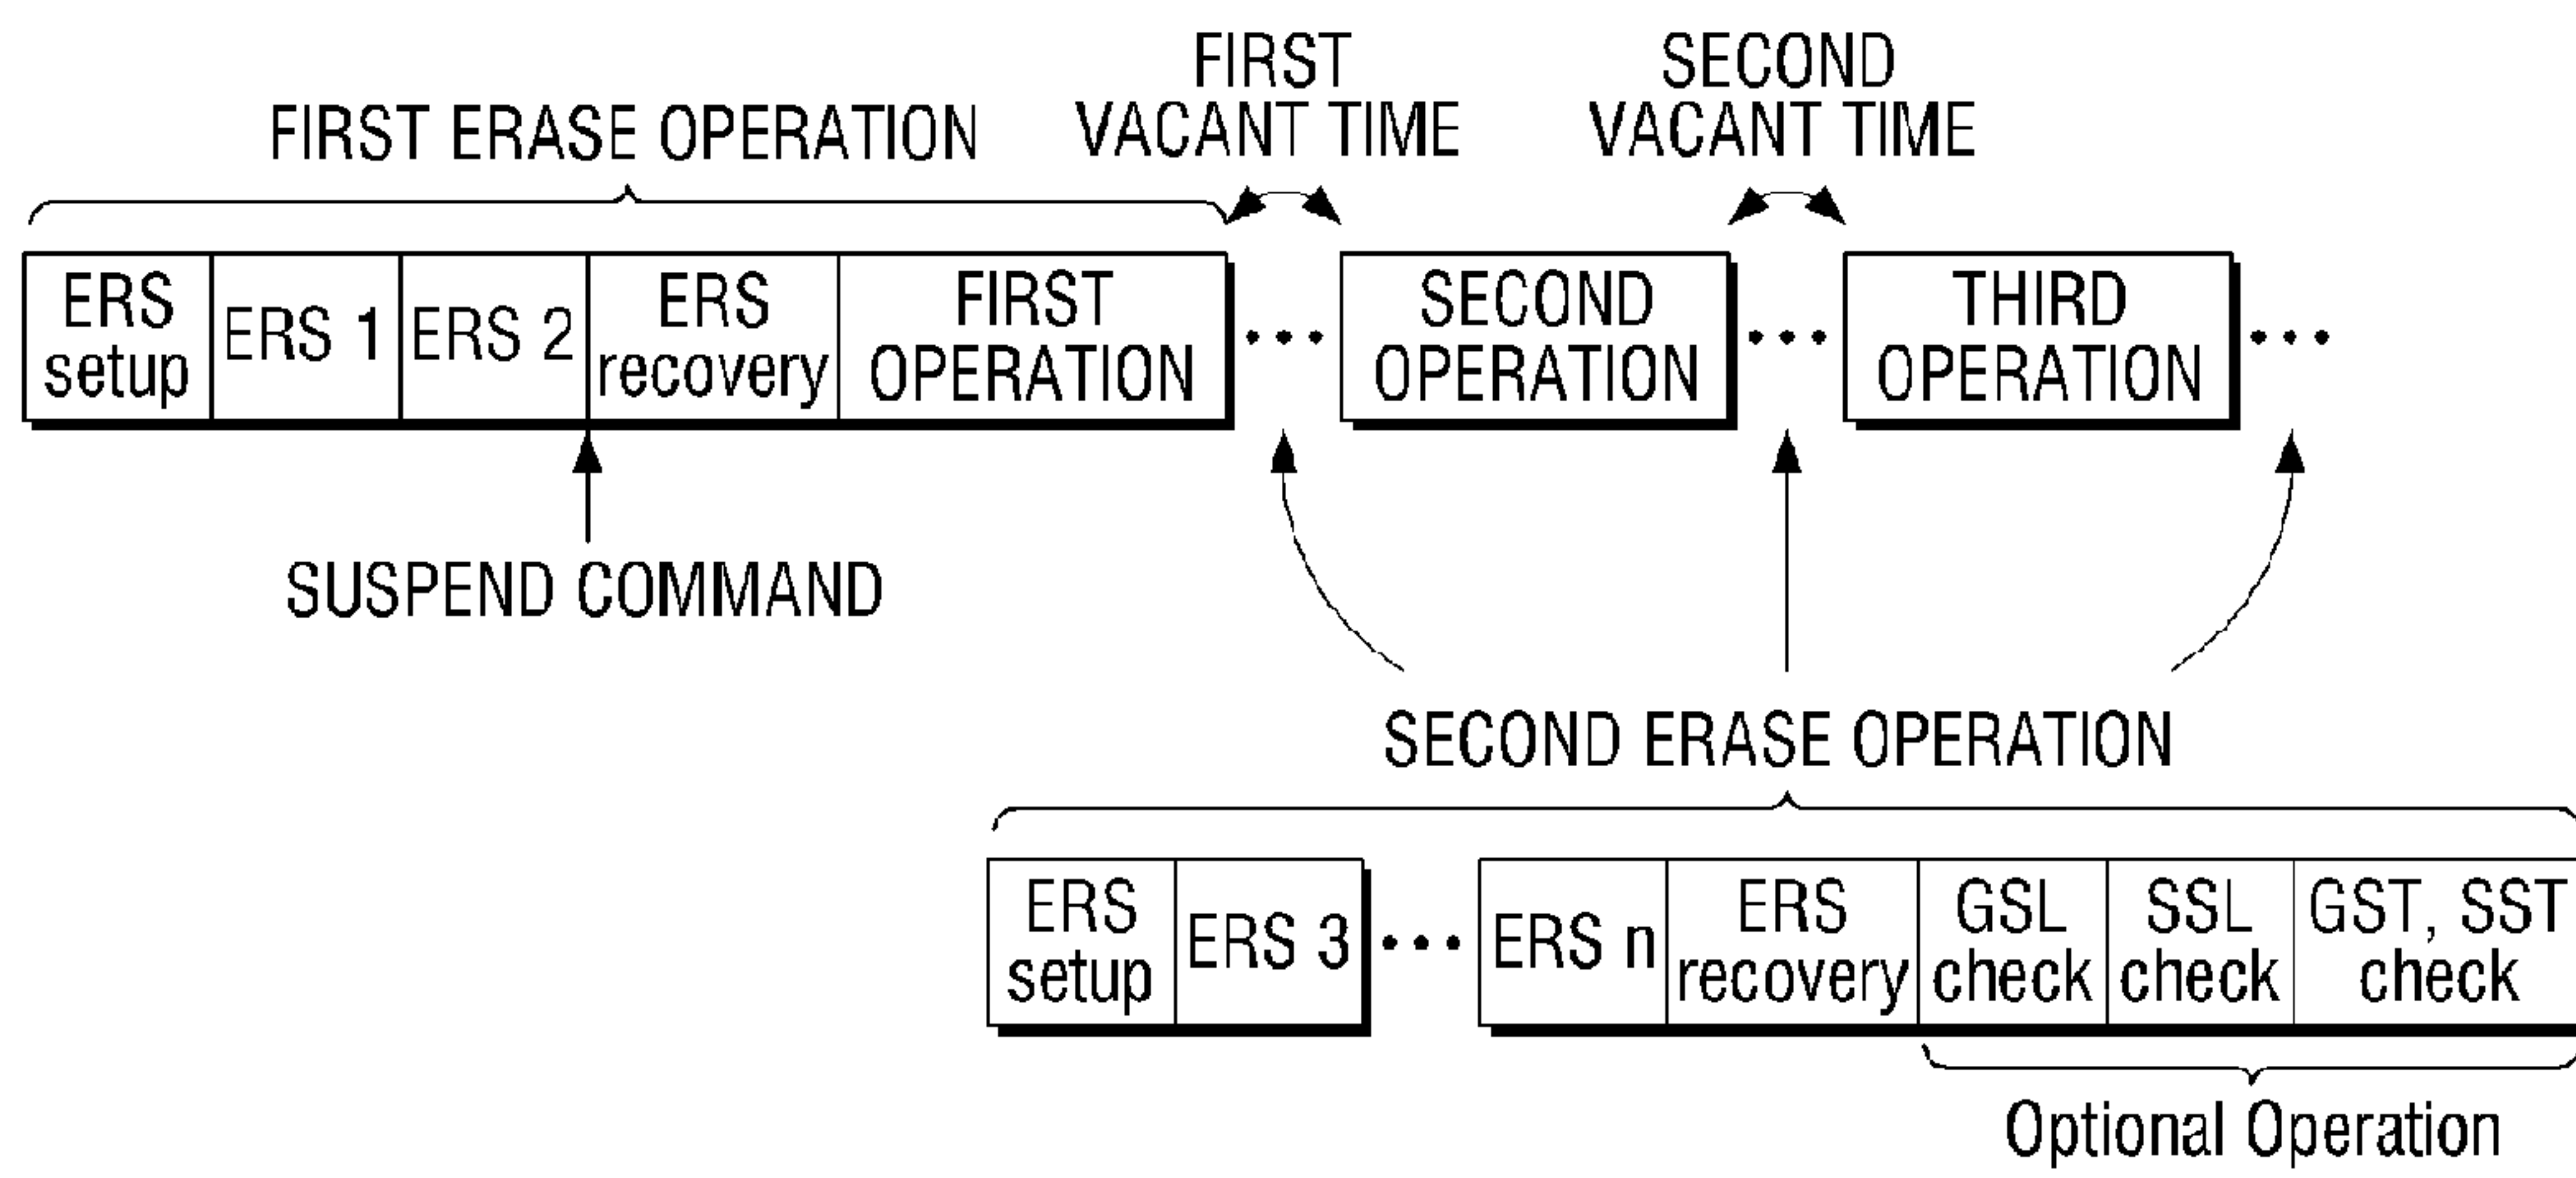 FIRST
VACANT TIME
SECOND
VACANT TIME
FIRST ERASE OPERATION
ERS
setup
ERS 1
ERS 2
ERS
recovery
FIRST
OPERATION
•••
SECOND
OPERATION
•••
THIRD
OPERATION
•••
SUSPEND COMMAND
SECOND ERASE OPERATION
ERS
setup
ERS 3
•••
ERS n
ERS
recovery
GSL
check
SSL
check
GST, SST
check
Optional Operation